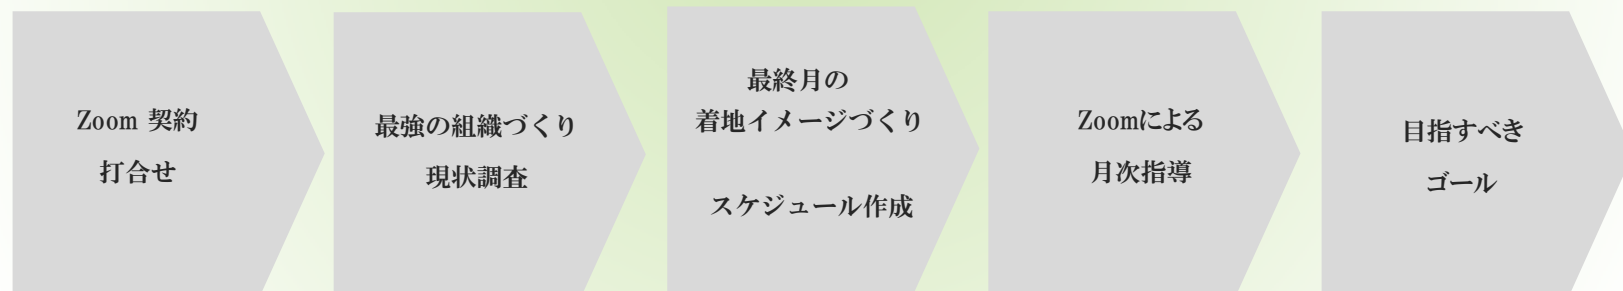 Zoom 契約
打合せ
最強の組織づくり
現状調査
最終月の
着地イメージづくり
スケジュール作成
Zoomによる
月次指導
目指すべき
ゴール